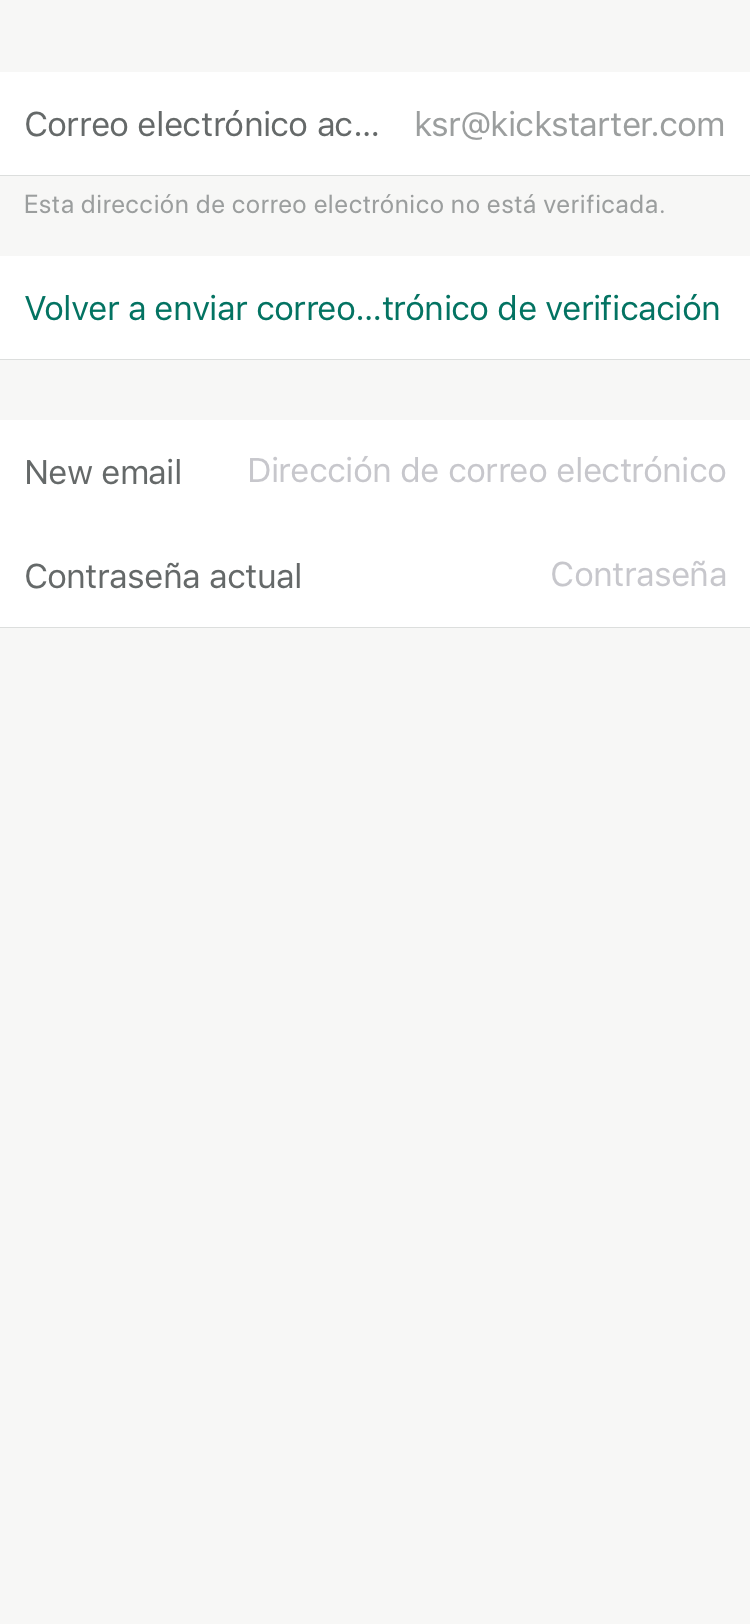 Correo electrónico ac... ksr@kickstarter.com
Esta dirección de correo electrónico no está verificada.
Volver a enviar correo...trónico de verificación
New email Dirección de correo electrónico
Contraseña actual Contraseña